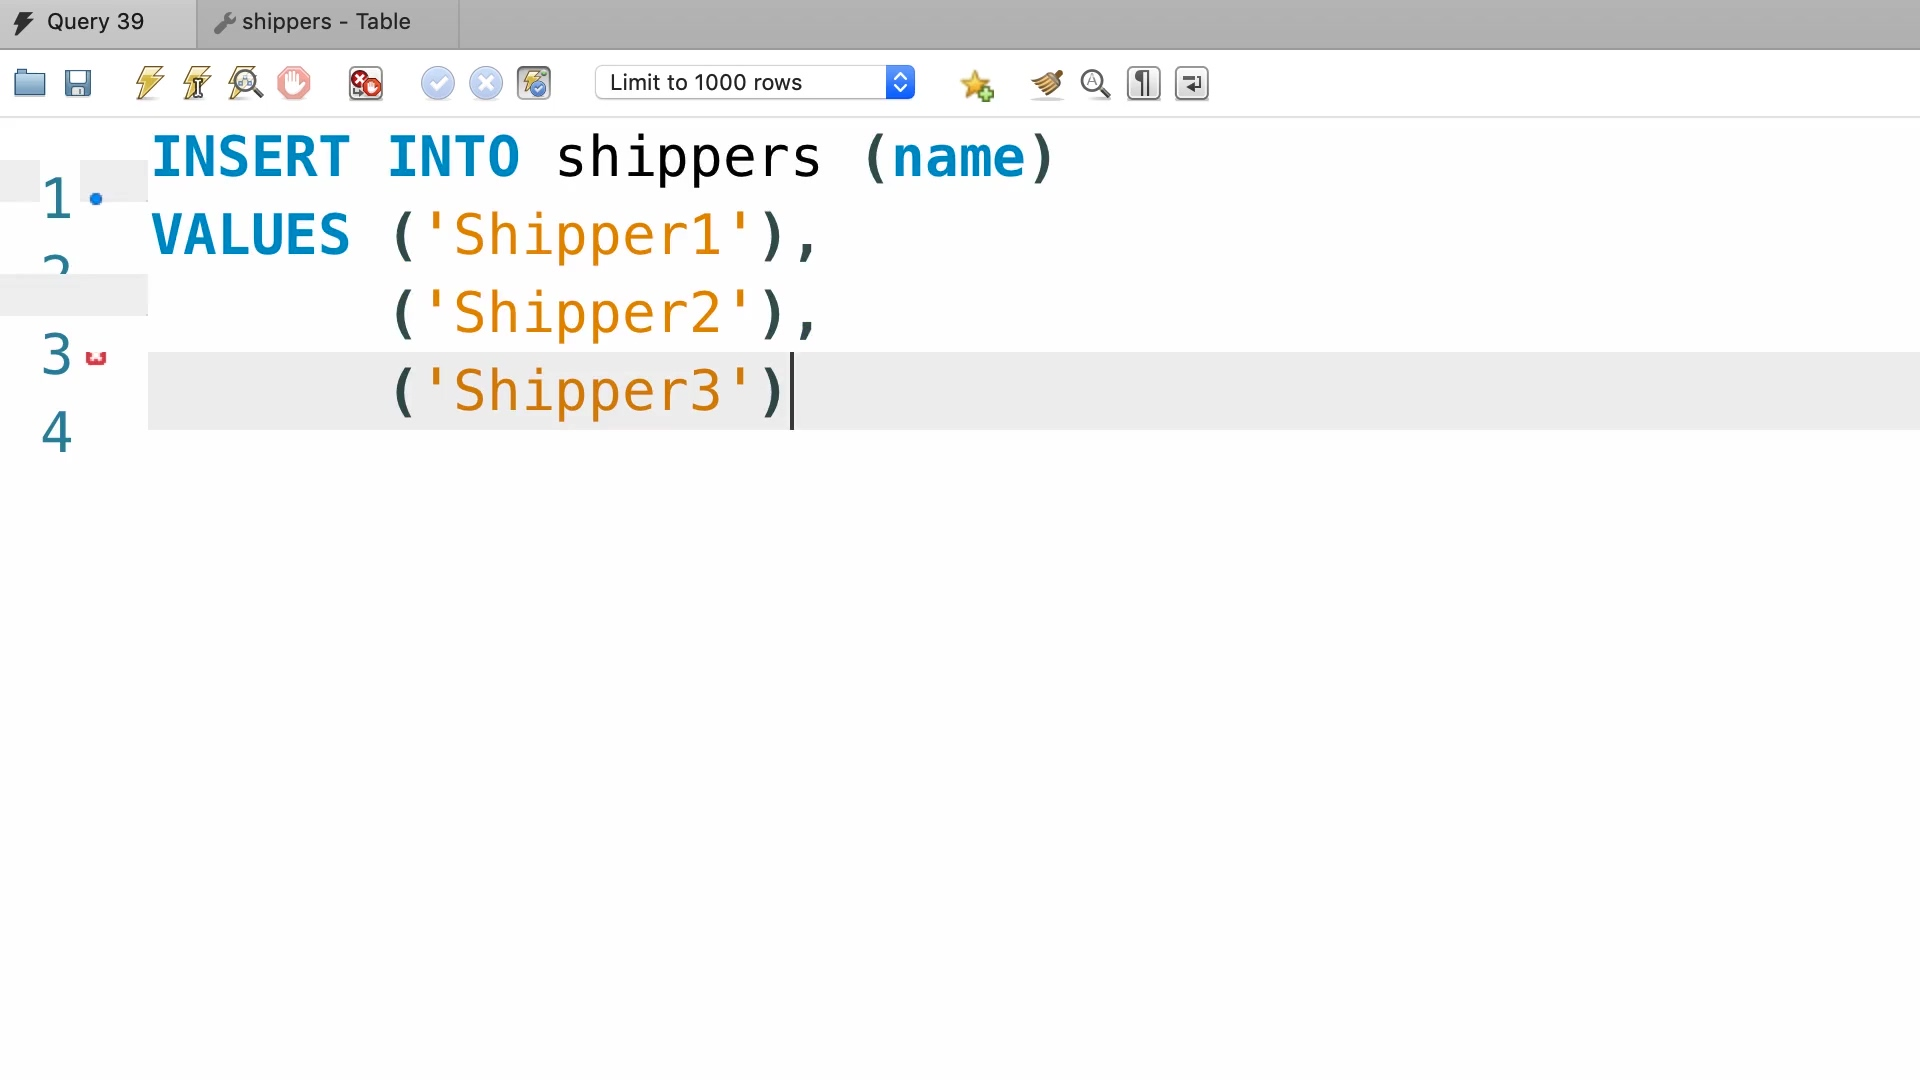 Query 39
shippers - Table
Limit to 1000 rows
1 INSERT INTO shippers (name)
2 VALUES ('Shipper1'),
3 ('Shipper2'),
4 ('Shipper3')